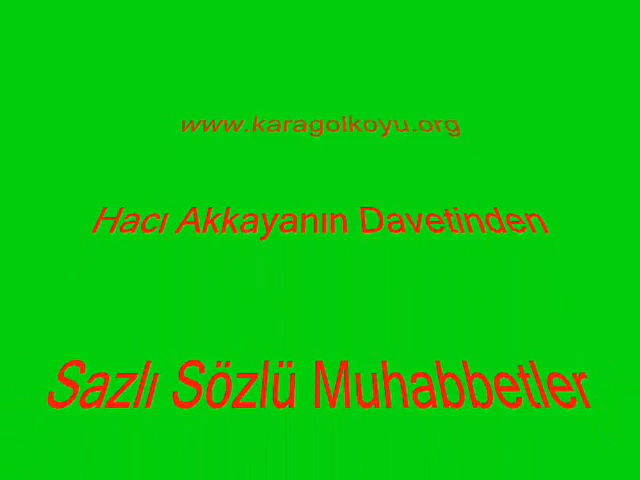 www.karagolkoyu.org
Hacı Akkayanın Davetinden
Sazlı Sözlü Muhabbetler